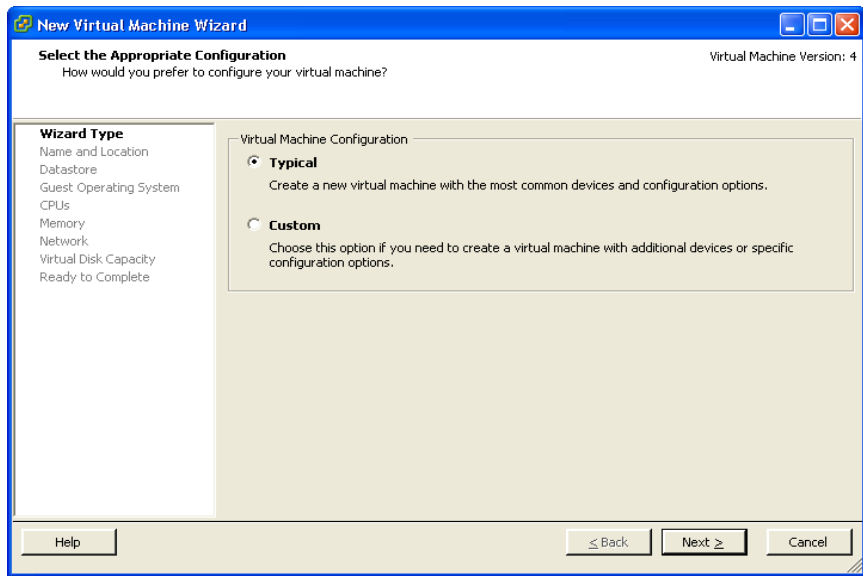 New Virtual Machine Wizard
Select the Appropriate Configuration
How would you prefer to configure your virtual machine?
Virtual Machine Version: 4
Wizard Type
Name and Location
Datastore
Guest Operating System
CPUs
Memory
Network
Virtual Disk Capacity
Ready to Complete
Virtual Machine Configuration
Typical
Create a new virtual machine with the most common devices and configuration options.
Custom
Choose this option if you need to create a virtual machine with additional devices or specific
configuration options.
Help
< Back
Next >
Cancel